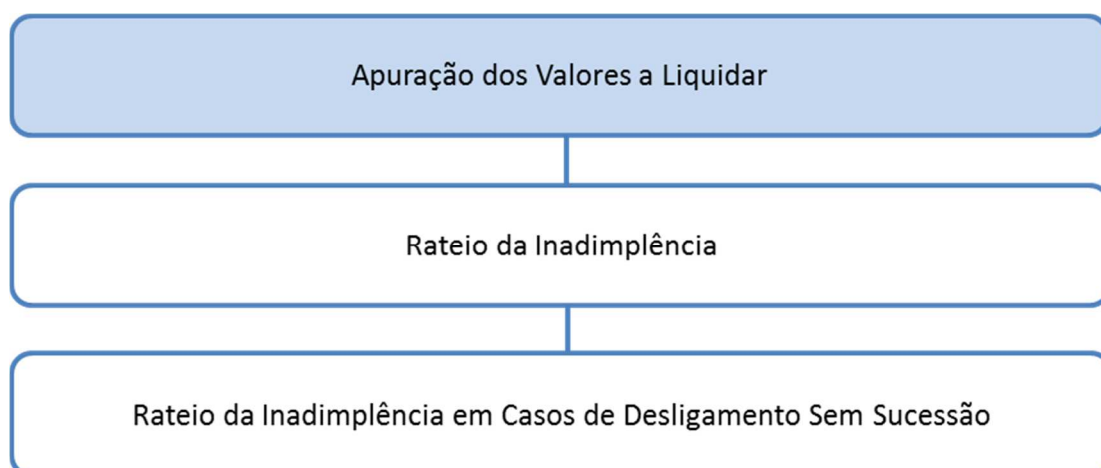 Apuração dos Valores a Liquidar
Rateio da Inadimplência
Rateio da Inadimplência em Casos de Desligamento Sem Sucessão